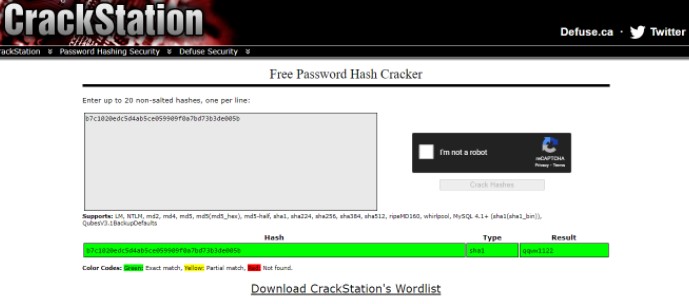 CrackStation
Defuse.ca · Twitter
CrackStation Password Hashing Security Defuse Security
Free Password Hash Cracker
Enter up to 20 non-salted hashes, one per line:
I'm not a robot
reCAPTCHA
Privacy - Terms
Crack Hashes
Supports: LM, NTLM, md2, md4, md5, md5(md5_hex), md5-half, sha1, sha224, sha256, sha384, sha512, ripeMD160, whirlpool, MySQL 4.1+ (sha1(sha1_bin)),
QubesV3.1BackupDefaults
Hash Type Result
sha1
Color Codes: Green: Exact match, Yellow: Partial match, Red: Not found.
Download CrackStation's Wordlist